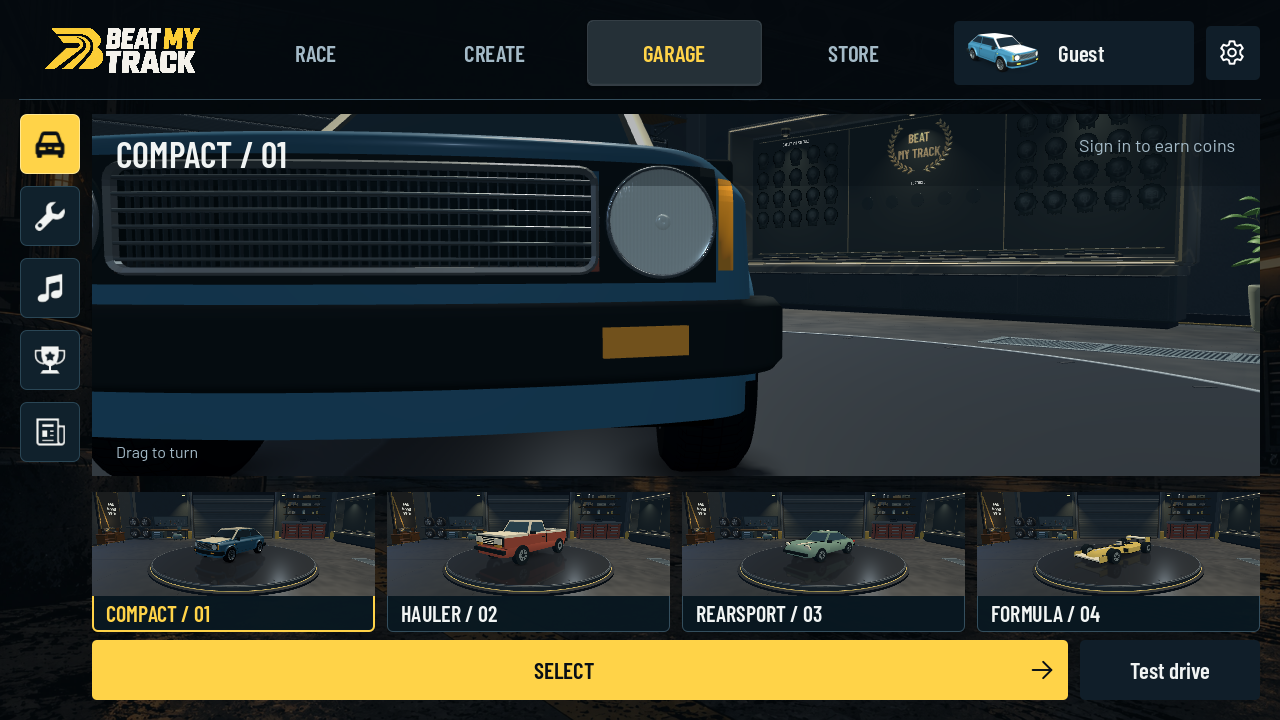 BEAT MY
TRACK
RACE
CREATE
GARAGE
STORE
Guest
COMPACT / 01
BEAT
MY TRACK
Sign in to earn coins
Drag to turn
COMPACT / 01
HAULER / 02
REARSPORT / 03
FORMULA / 04
SELECT
Test drive